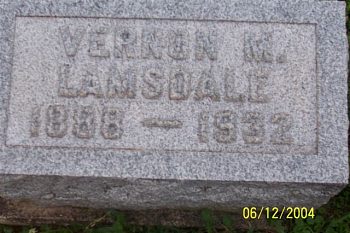 VERNON M.
LAMSDALE
1888 — 1932
06/12/2004